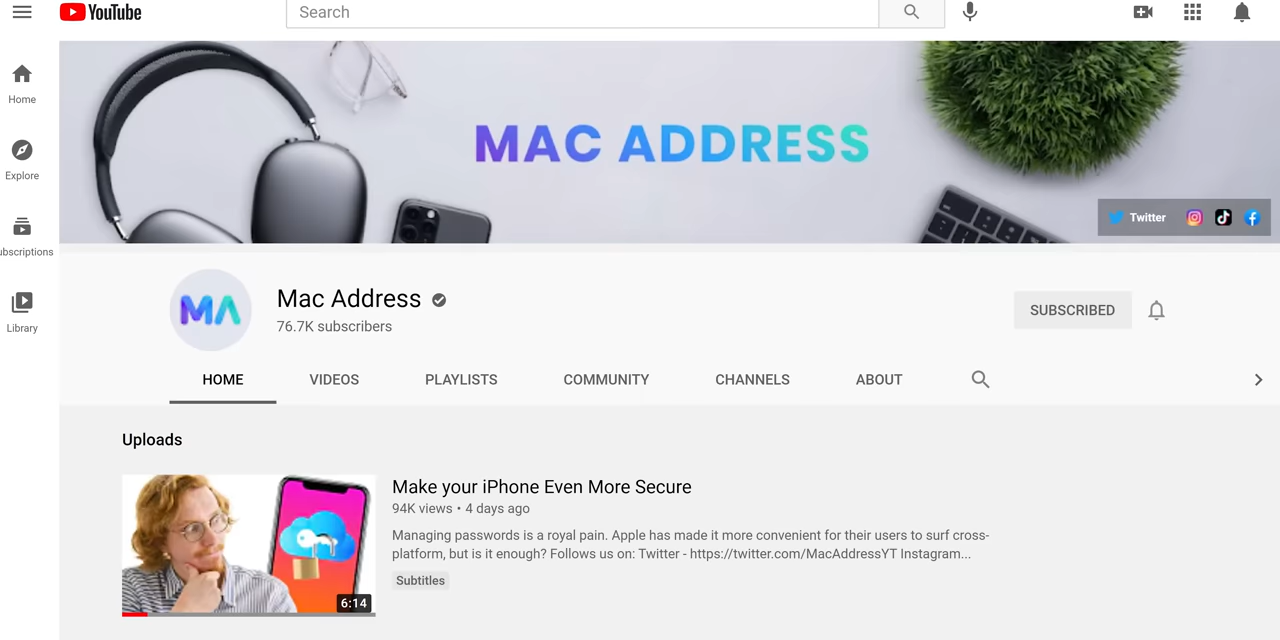 YouTube
Search
Home
Explore
ubscriptions
Library
MAC ADDRESS
Twitter
MA
Mac Address
76.7K subscribers
SUBSCRIBED
HOME VIDEOS PLAYLISTS COMMUNITY CHANNELS ABOUT
Uploads
Make your iPhone Even More Secure
94K views • 4 days ago
Managing passwords is a royal pain. Apple has made it more convenient for their users to surf cross-
platform, but is it enough? Follows us on: Twitter - https://twitter.com/MacAddressYT Instagram...
Subtitles
6:14